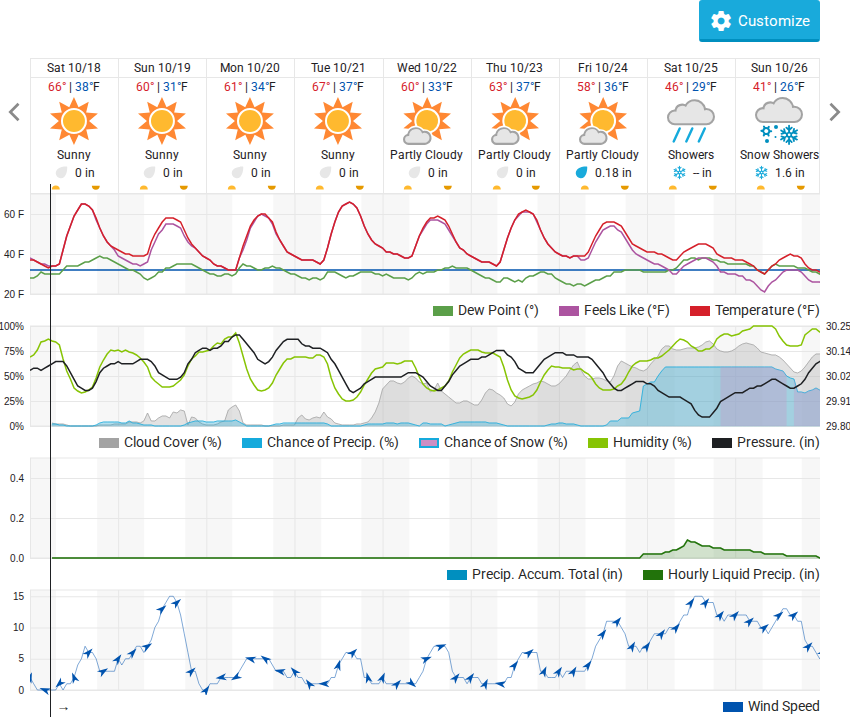 Customize
Sat 10/18 Sun 10/19 Mon 10/20 Tue 10/21 Wed 10/22 Thu 10/23 Fri 10/24 Sat 10/25 Sun 10/26
66° | 38°F 60° | 31°F 61° | 34°F 67° | 37°F 60° | 33°F 63° | 37°F 58° | 36°F 46° | 29°F 41° | 26°F
Sunny Sunny Sunny Sunny Partly Cloudy Partly Cloudy Partly Cloudy Showers Snow Showers
0 in 0 in 0 in 0 in 0 in 0 in 0.18 in – in 1.6 in
60 F
40 F
20 F
Dew Point (°) Feels Like (°F) Temperature (°F)
100% 30.25
75% 30.14
50% 30.02
25% 29.91
0% 29.80
Cloud Cover (%) Chance of Precip. (%) Chance of Snow (%) Humidity (%) Pressure. (in)
0.4
0.2
0.0
Precip. Accum. Total (in) Hourly Liquid Precip. (in)
15
10
5
0
→ Wind Speed